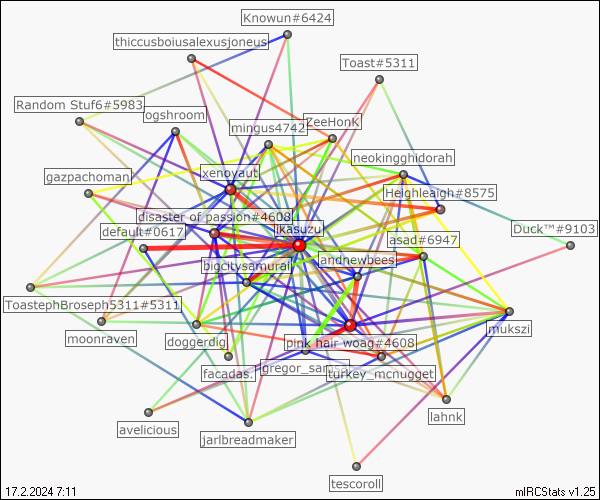 Knowun#6424
thiccusboiusalexusjoneus
Toast#5311
Random Stuf6#5983
ogshroom
mingus4742
ZeeHonK
neokingghidorah
xenoyaut
gazpachoman
Heighleaigh#8575
disaster of passion#4608
ikasuzu
Duck™#9103
default#0617
asad#6947
bigcitysamurai
andnewbees
ToastephBroseph5311#5311
mukszi
moonraven
doggerdig
pink hair woag#4608
facadas.
turkey_mcnugget
lahnk
avelicious
jarlbreadmaker
tescoroll
17.2.2024 7:11
mIRCStats v1.25